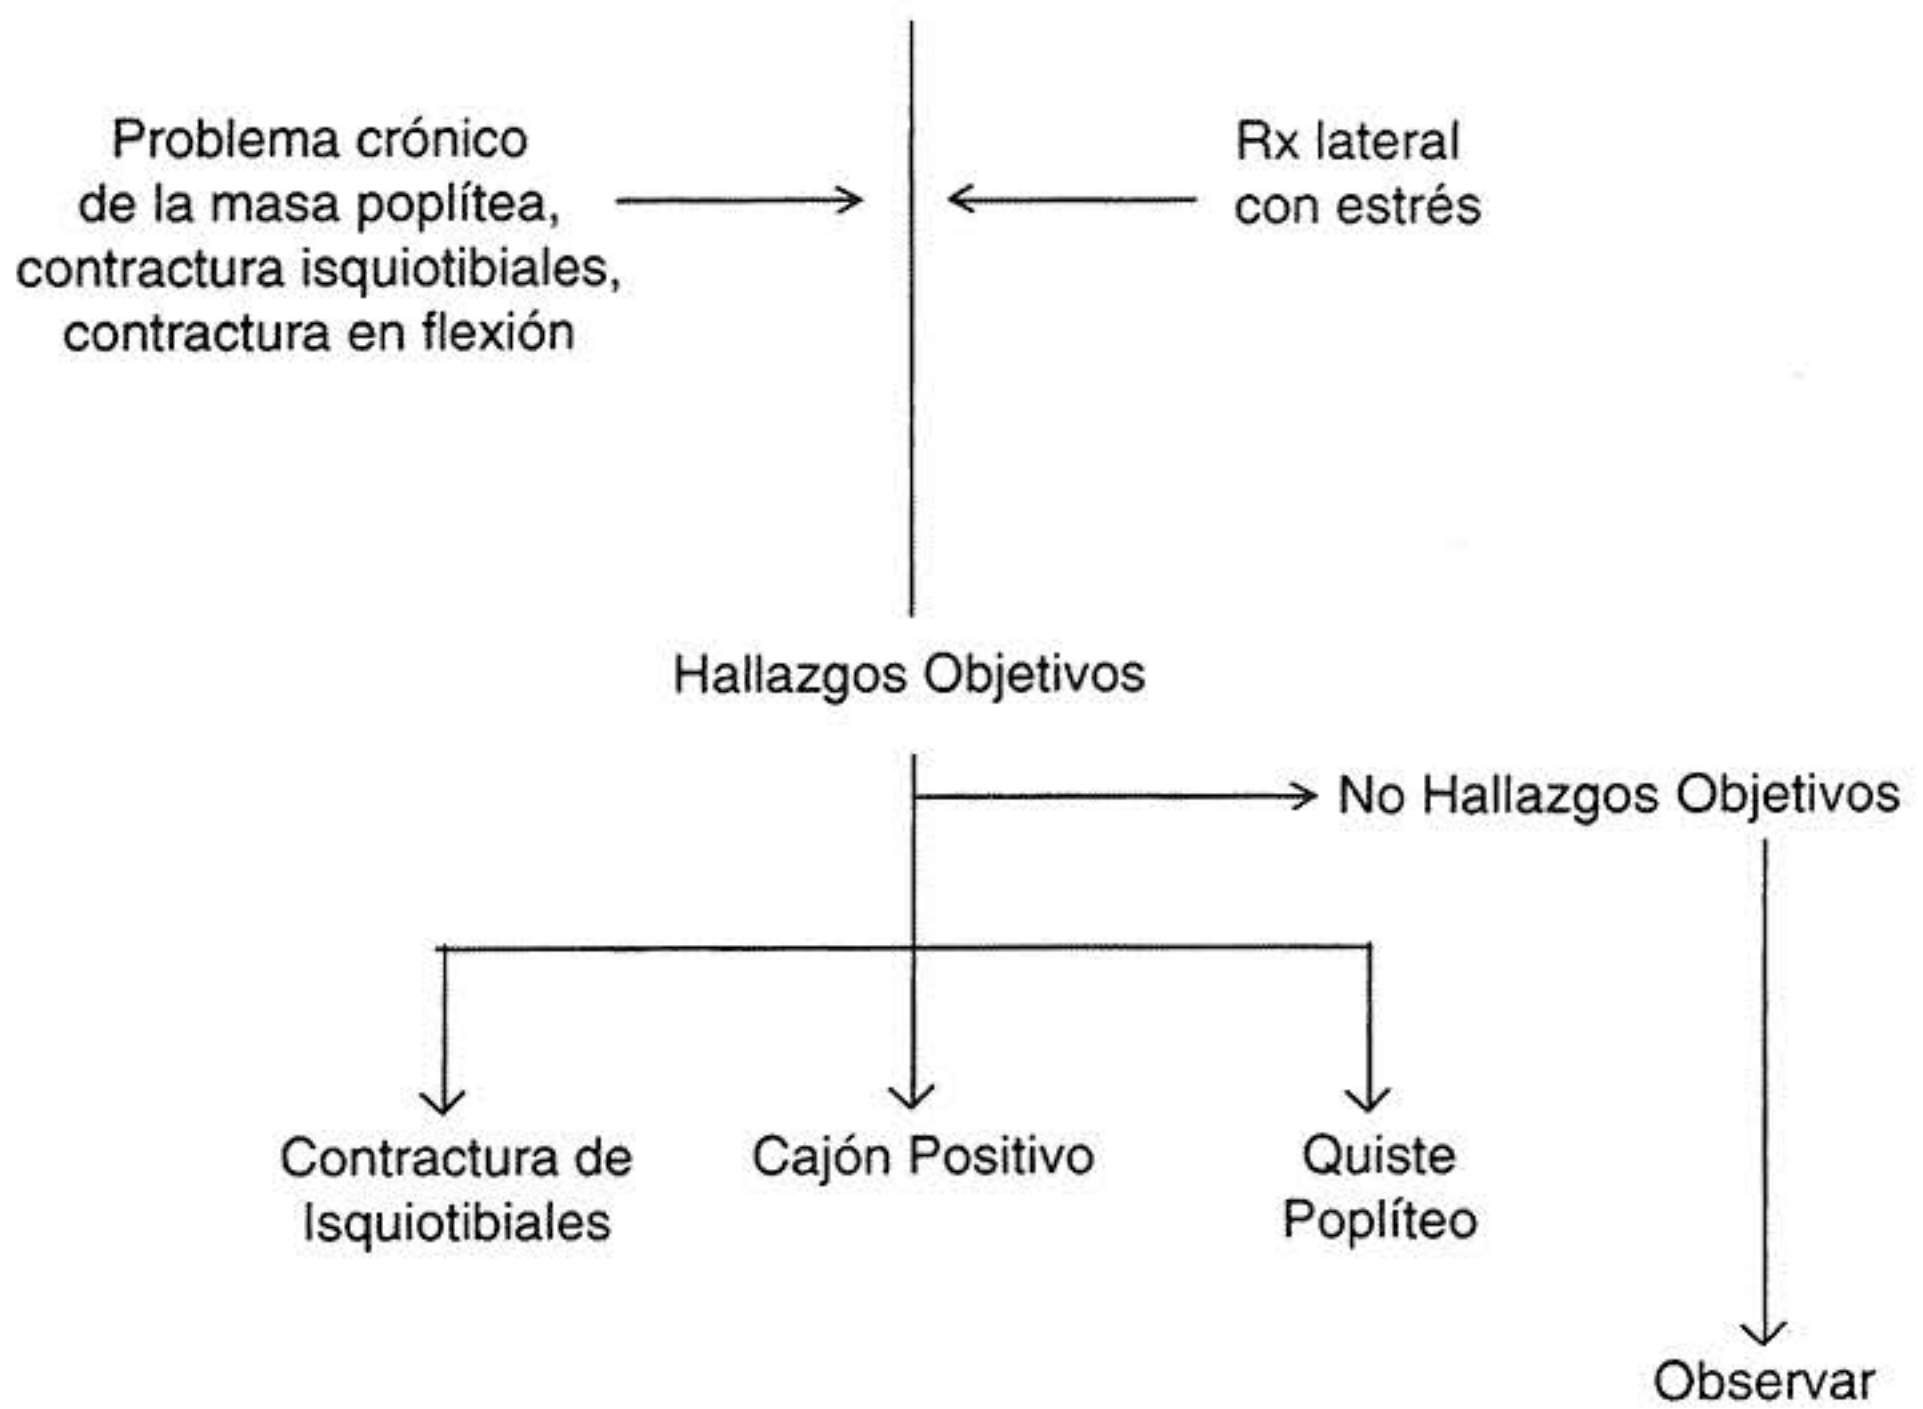 Problema crónico
de la masa poplítea,
contractura isquiotibiales,
contractura en flexión
Rx lateral
con estrés
Hallazgos Objetivos
No Hallazgos Objetivos
Contractura de
Isquiotibiales
Cajón Positivo
Quiste
Poplíteo
Observar